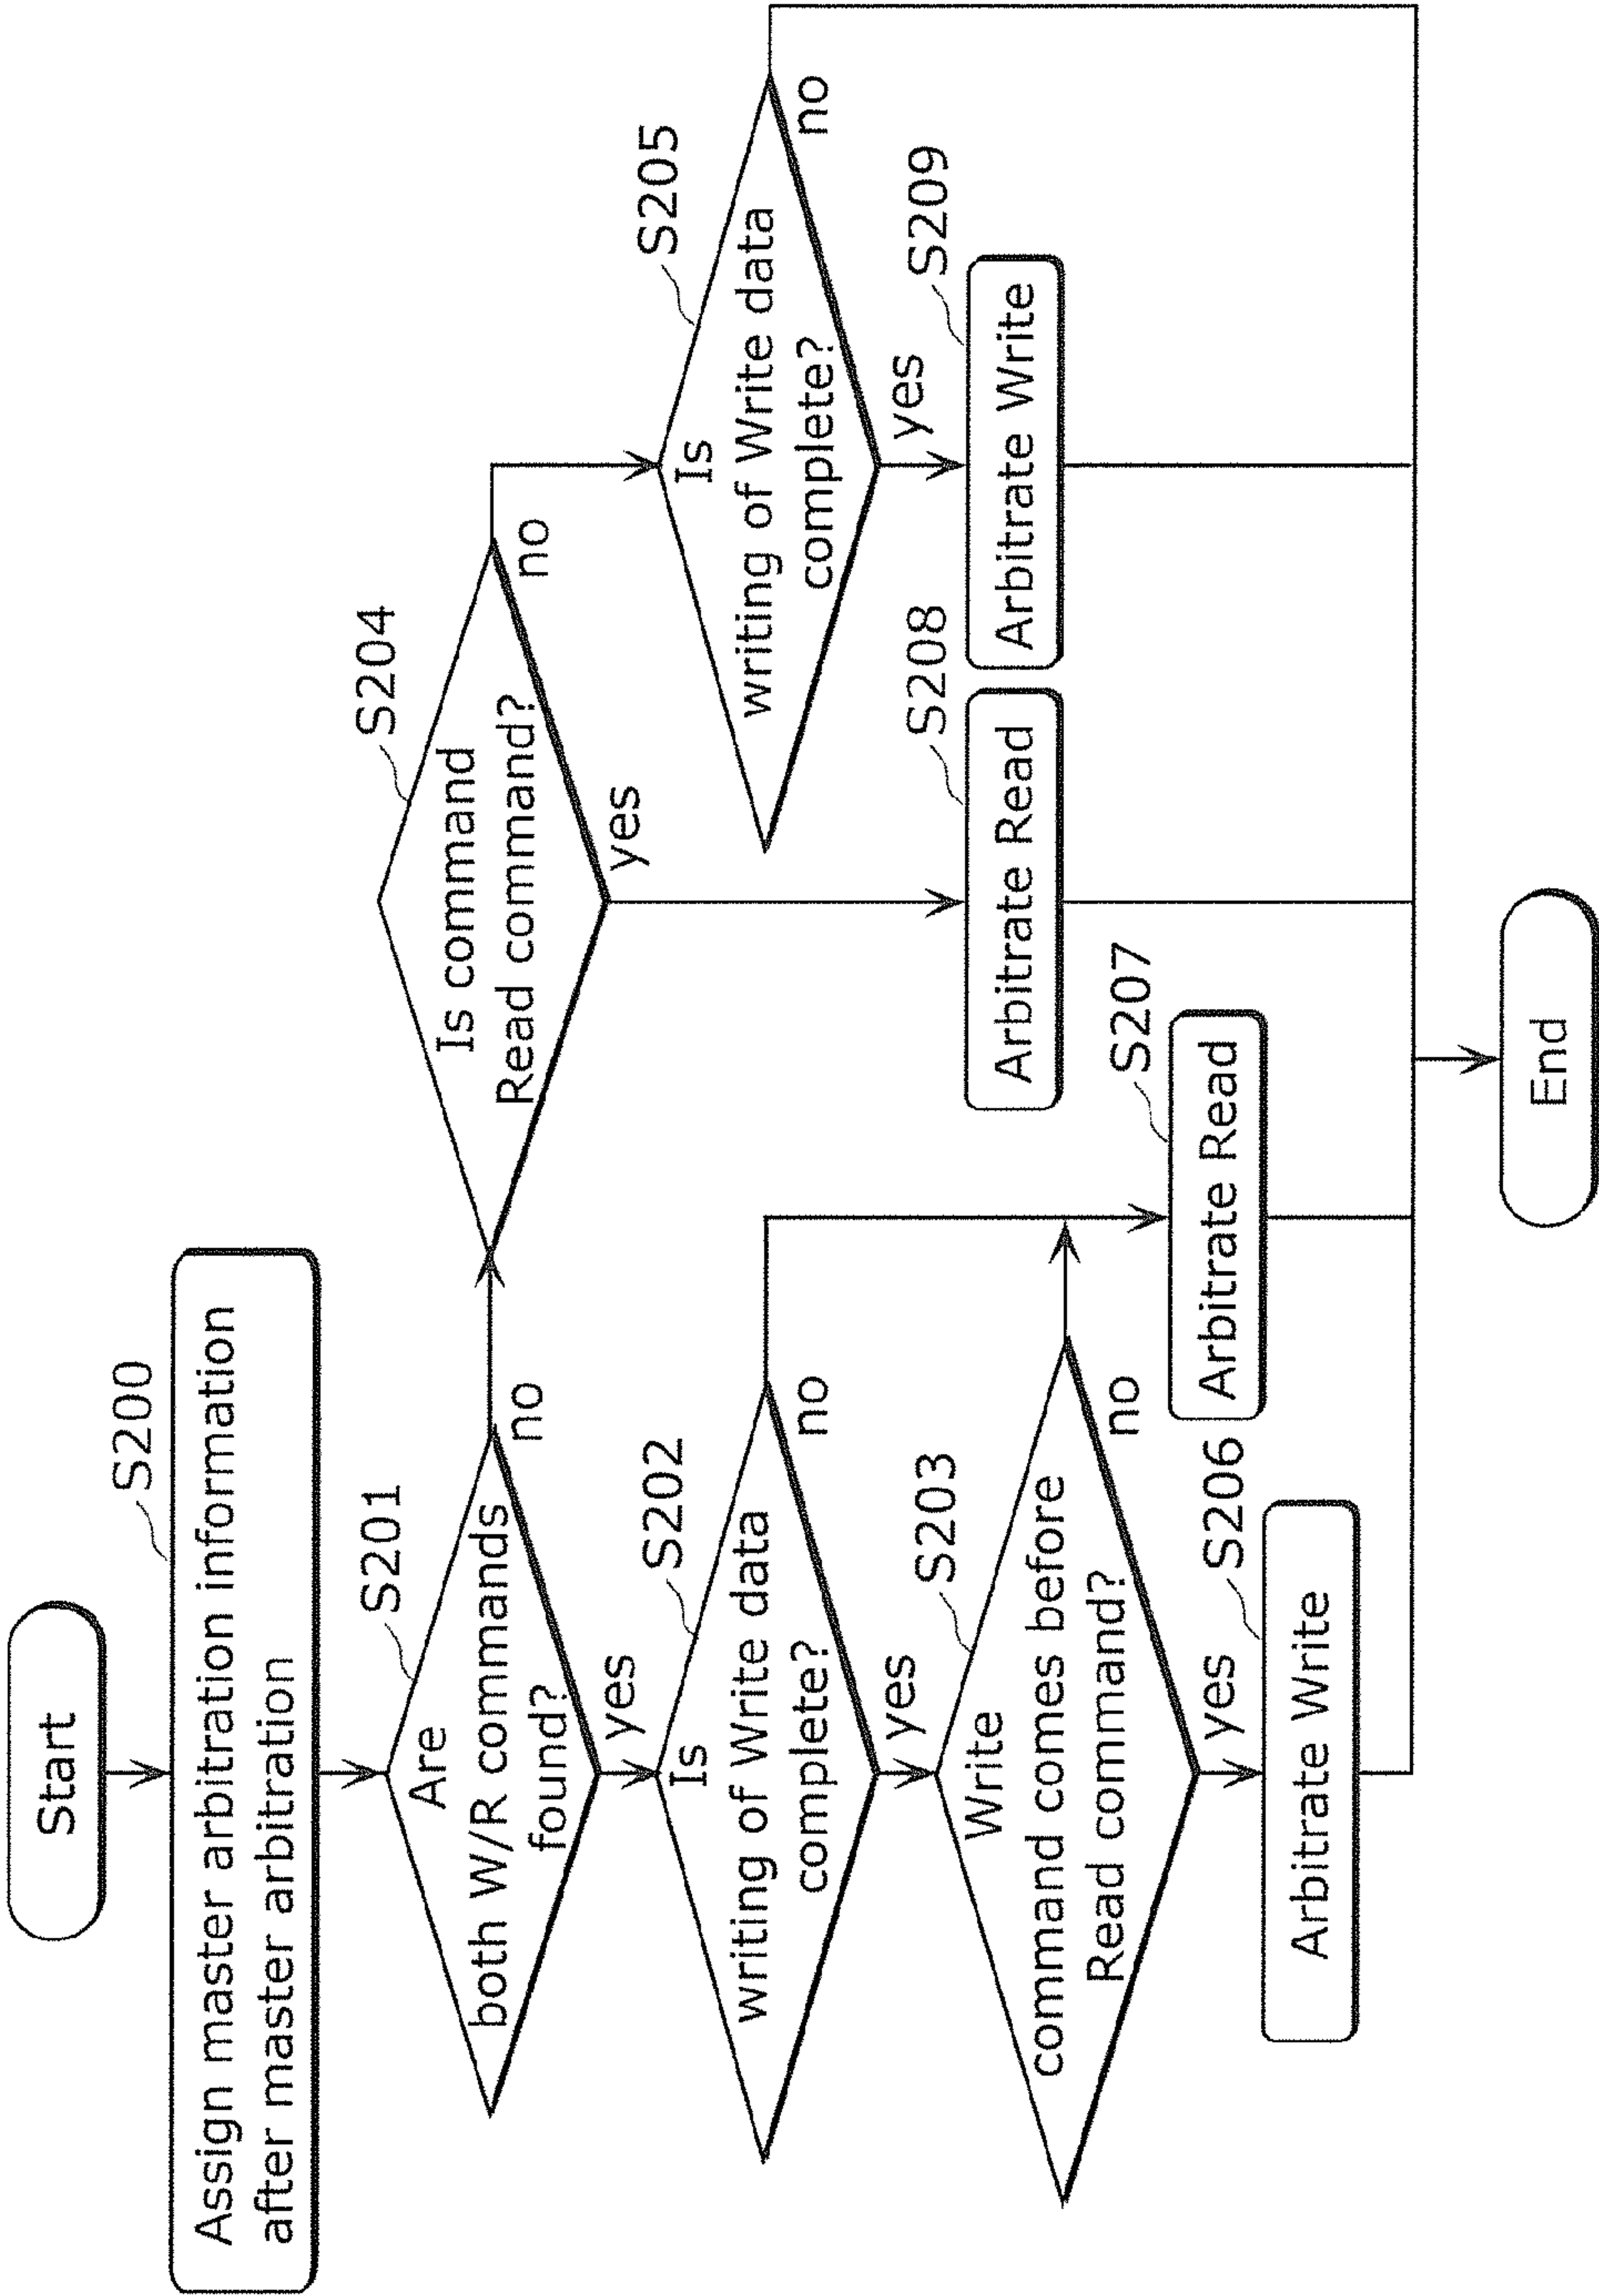 Start
S200
Assign master arbitration information
after master arbitration
S201
Are
both W/R commands
found?
no
yes
S204
Is command
Read command?
no
yes
S202
Is
writing of Write data
complete?
no
yes
S205
Is
writing of Write data
complete?
no
yes
S203
Write
command comes before
Read command?
no
yes
S208
Arbitrate Read
S209
Arbitrate Write
S206
Arbitrate Write
S207
Arbitrate Read
End